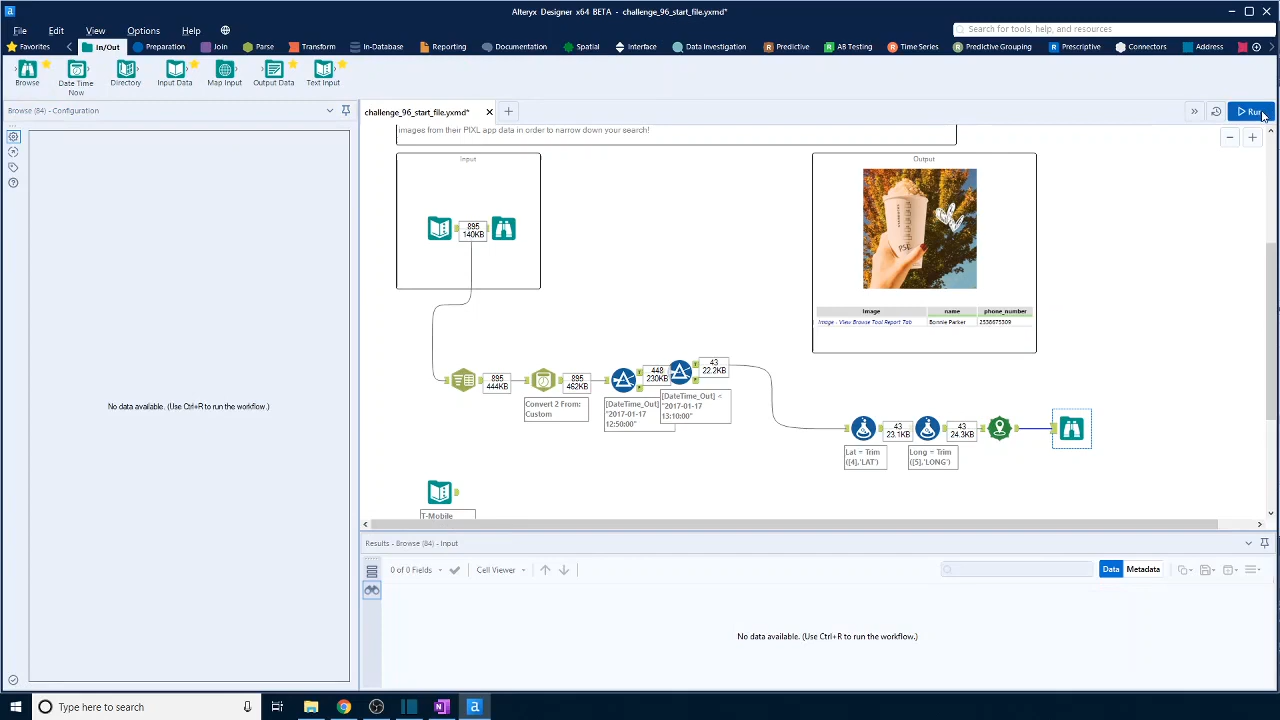 Alteryx Designer x64 BETA - challenge_96_start_file.yxmd*
File Edit View Options Help
Search for tools, help, and resources
Favorites In/Out Preparation Join Parse Transform In-Database Reporting Documentation Spatial Interface Data Investigation Predictive AB Testing Time Series Predictive Grouping Prescriptive Connectors Address
Browse Date Time Now Directory Input Data Map Input Output Data Text Input
Browse (84) - Configuration
challenge_96_start_file.yxmd*
Run
images from their PIXL app data in order to narrow down your search!
Input
Output
895
140KB
Image name phone_number
Image - View Browse Tool Report Tab Bonnie Parker 2538675309
895
444KB
895
462KB
448
230KB
43
22.2KB
Convert 2 From:
Custom
[DateTime_Out]
"2017-01-17
12:50:00"
[DateTime_Out] <
"2017-01-17
13:10:00"
43
23.1KB
43
24.3KB
Lat = Trim
([4],'LAT')
Long = Trim
([5],'LONG')
No data available. (Use Ctrl+R to run the workflow.)
T-Mobile
Results - Browse (84) - Input
0 of 0 Fields Cell Viewer Data Metadata
No data available. (Use Ctrl+R to run the workflow.)
Type here to search